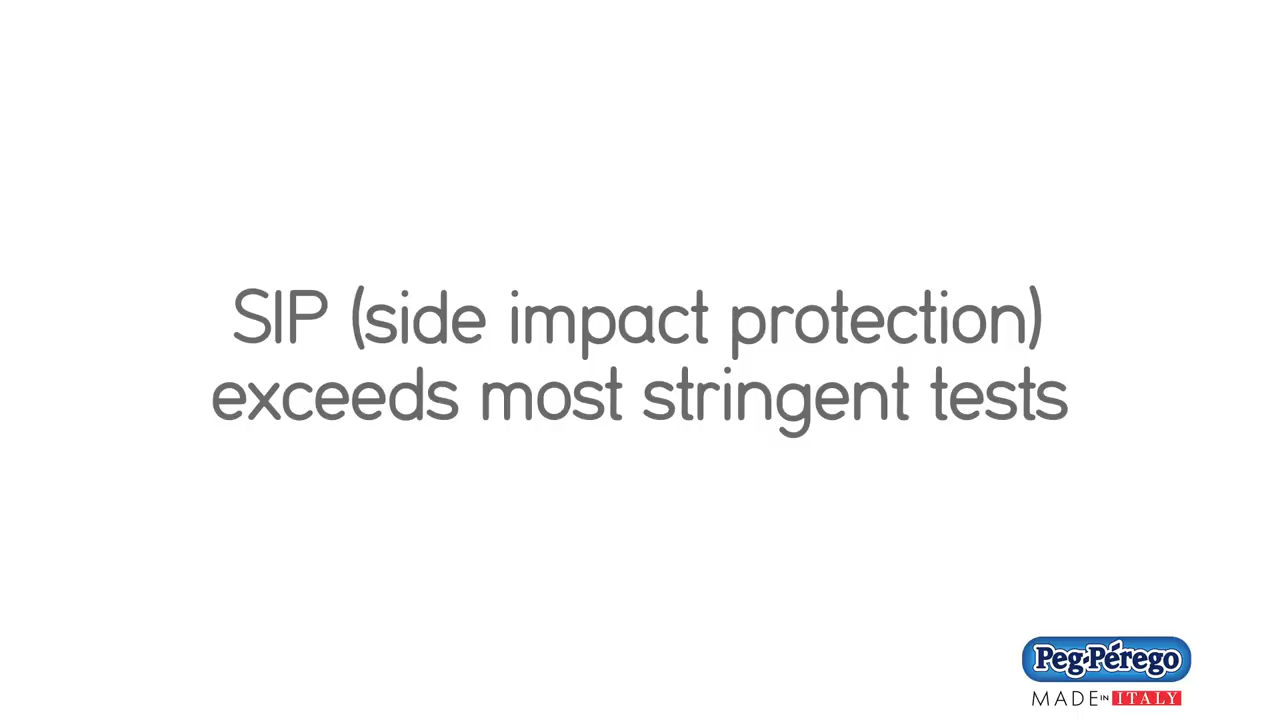 SIP (side impact protection)
exceeds most stringent tests
Peg-Pérego
MADE IN ITALY